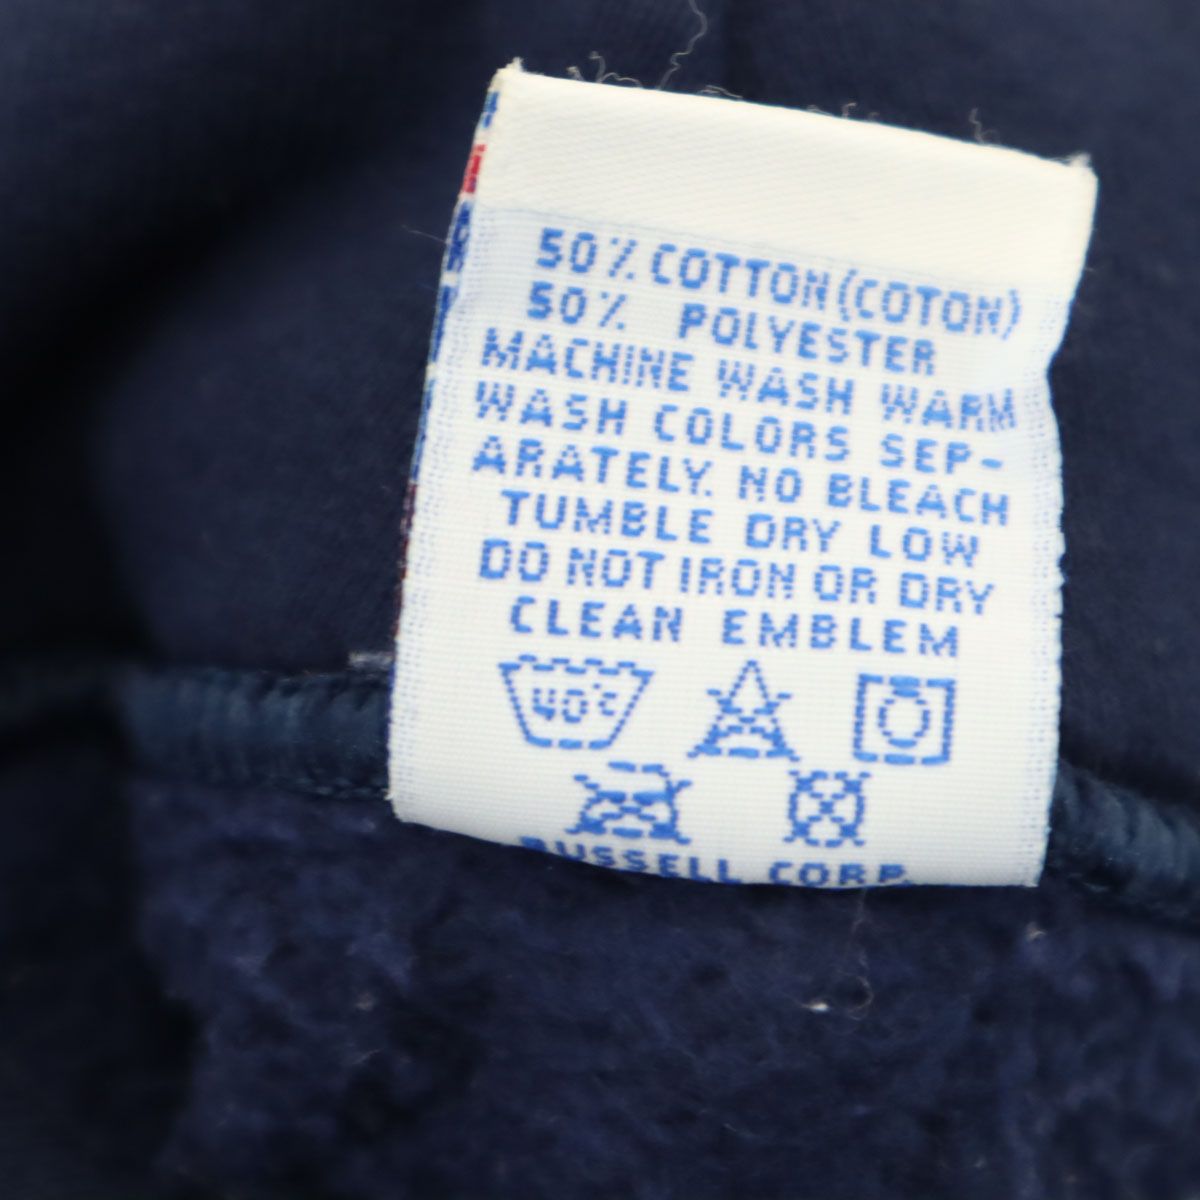 50% COTTON(COTON)
50% POLYESTER
MACHINE WASH WARM
WASH COLORS SEP-
ARATELY. NO BLEACH
TUMBLE DRY LOW
DO NOT IRON OR DRY
CLEAN EMBLEM
40°C
RUSSELL CORP.